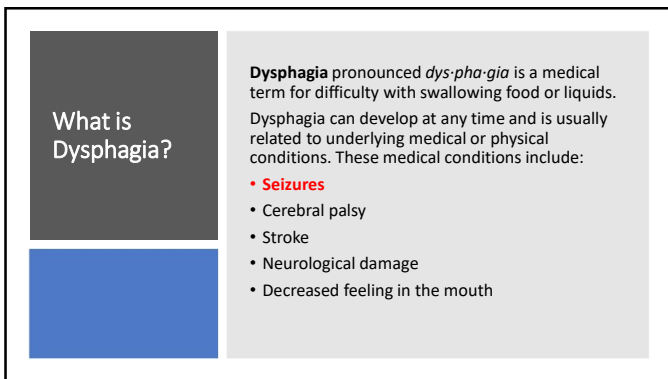 What is
Dysphagia?
Dysphagia pronounced dys·pha·gia is a medical
term for difficulty with swallowing food or liquids.
Dysphagia can develop at any time and is usually
related to underlying medical or physical
conditions. These medical conditions include:
• Seizures
• Cerebral palsy
• Stroke
• Neurological damage
• Decreased feeling in the mouth